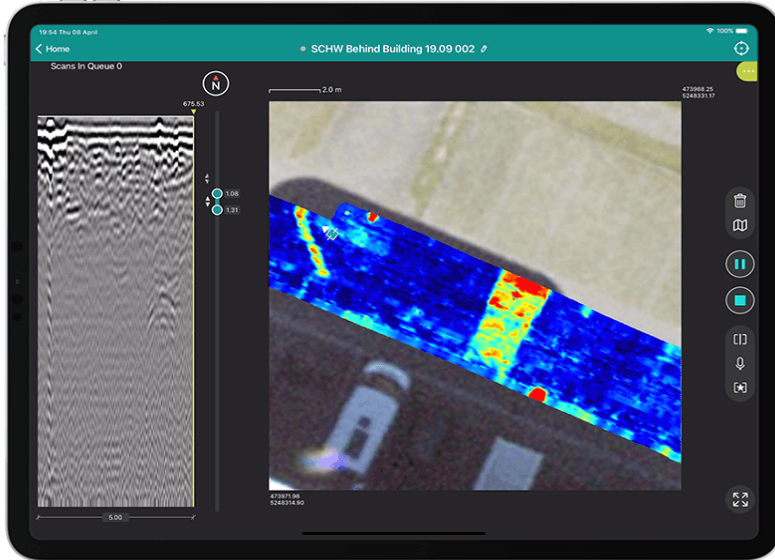 19:54 Thu 08 April
100%
Home
SCHW Behind Building 19.09 002
Scans In Queue 0
N
675.53
2.0 m
473988.25
5248331.17
1.08
1.31
473971.98
5248314.90
5.00